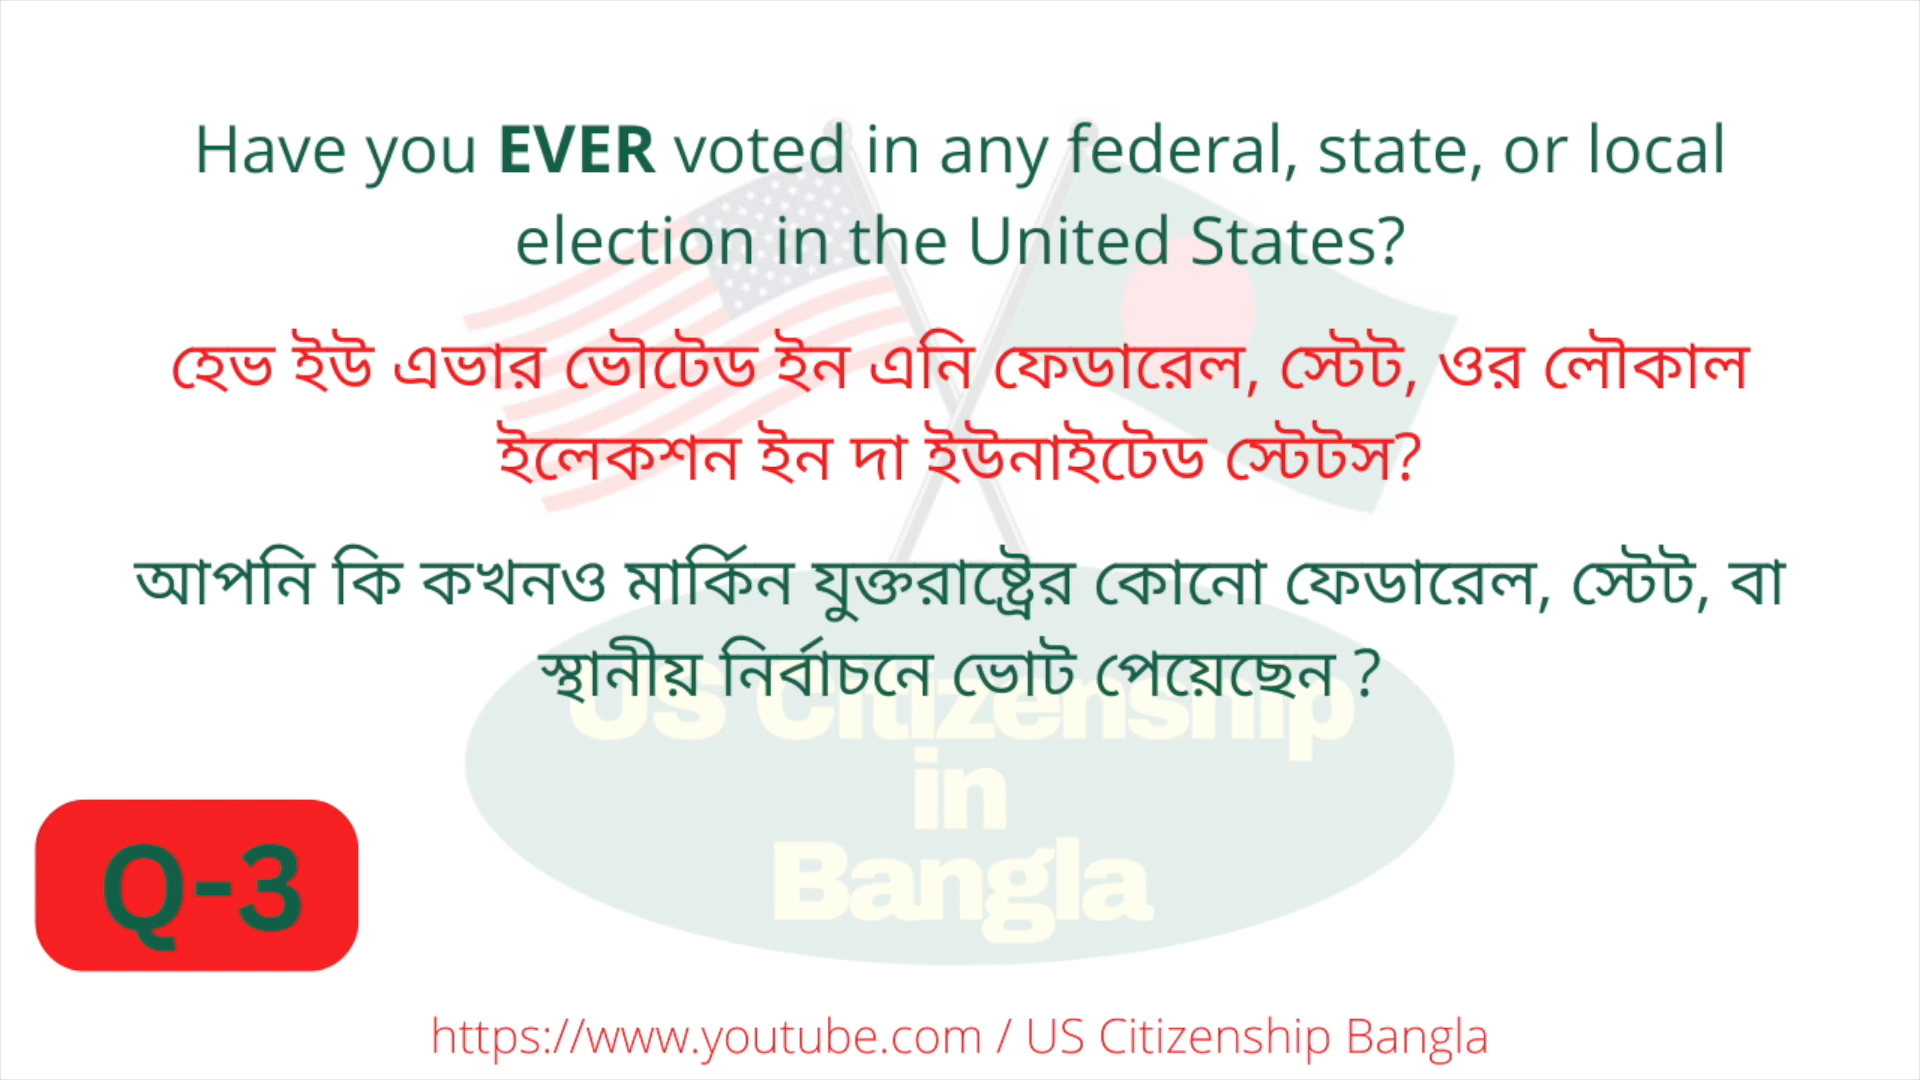 Have you EVER voted in any federal, state, or local
election in the United States?
হেভ ইউ এভার ভৌটেড ইন এনি ফেডারেল, স্টেট, ওর লৌকাল
ইলেকশন ইন দা ইউনাইটেড স্টেটস?
আপনি কি কখনও মার্কিন যুক্তরাষ্ট্রের কোনো ফেডারেল, স্টেট, বা
স্থানীয় নির্বাচনে ভোট পেয়েছেন ?
US Citizenship
in
Bangla
Q-3
https://www.youtube.com / US Citizenship Bangla